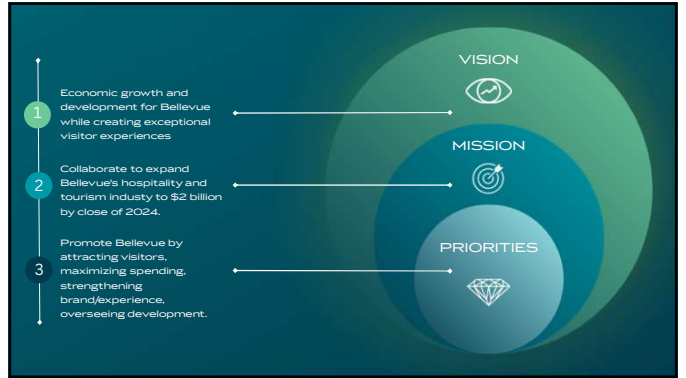 VISION
1
Economic growth and
development for Bellevue
while creating exceptional
visitor experiences
MISSION
2
Collaborate to expand
Bellevue's hospitality and
tourism industy to $2 billion
by close of 2024.
PRIORITIES
3
Promote Bellevue by
attracting visitors,
maximizing spending,
strengthening
brand/experience,
overseeing development.